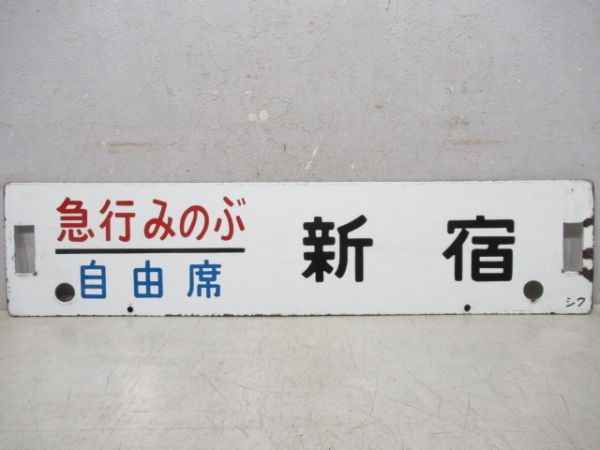 急行みのぶ
自由席
新宿
シフ